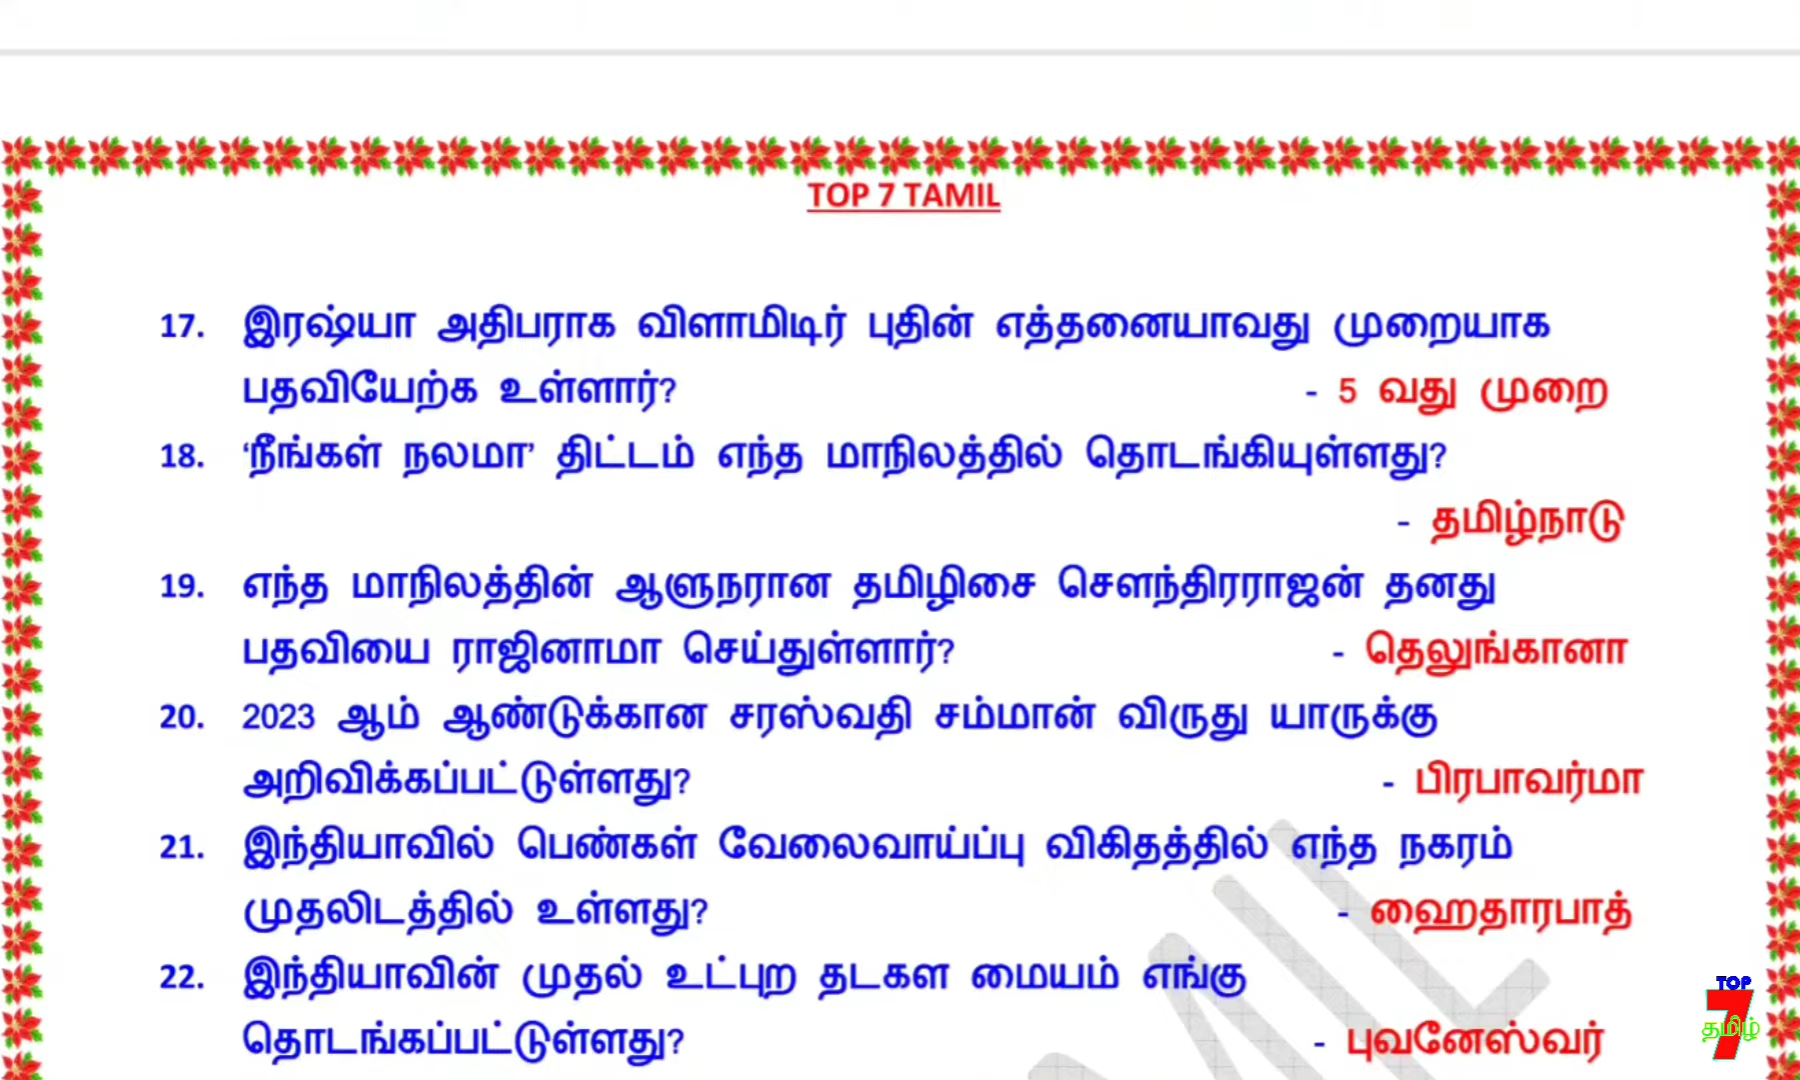 TOP 7 TAMIL
17. இரஷ்யா அதிபராக விளாமிடிர் புதின் எத்தனையாவது முறையாக
பதவியேற்க உள்ளார்? - 5 வது முறை
18. ‘நீங்கள் நலமா’ திட்டம் எந்த மாநிலத்தில் தொடங்கியுள்ளது?
- தமிழ்நாடு
19. எந்த மாநிலத்தின் ஆளுநரான தமிழிசை சௌந்திரராஜன் தனது
பதவியை ராஜினாமா செய்துள்ளார்? - தெலுங்கானா
20. 2023 ஆம் ஆண்டுக்கான சரஸ்வதி சம்மான் விருது யாருக்கு
அறிவிக்கப்பட்டுள்ளது? - பிரபாவர்மா
21. இந்தியாவில் பெண்கள் வேலைவாய்ப்பு விகிதத்தில் எந்த நகரம்
முதலிடத்தில் உள்ளது? - ஹைதாரபாத்
22. இந்தியாவின் முதல் உட்புற தடகள மையம் எங்கு
தொடங்கப்பட்டுள்ளது? - புவனேஸ்வர்
TOP
7
தமிழ்
MIL